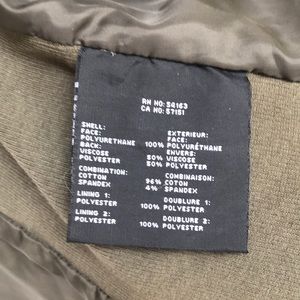 RN NO: 54163
CA NO: 57151
SHELL: EXTERIEUR:
FACE: FACE:
POLYURETHANE 100% POLYURÉTHANE
BACK: ENVERS:
VISCOSE 50% VISCOSE
POLYESTER 50% POLYESTER
COMBINATION: COMBINAISON:
COTTON 96% COTON
SPANDEX 4% SPANDEX
LINING 1: DOUBLURE 1:
POLYESTER 100% POLYESTER
LINING 2: DOUBLURE 2:
POLYESTER 100% POLYESTER